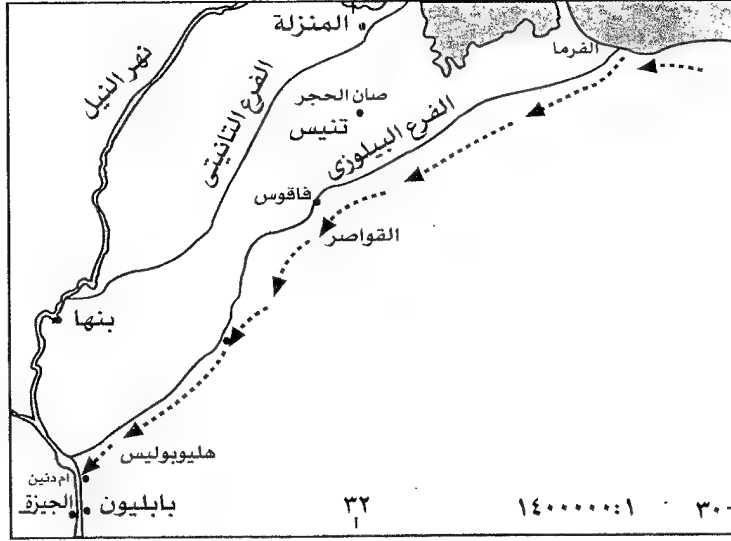 المنزلة
الفرما
نهر النيل
الفرع التانيتى
صان الحجر
تنيس
الفرع البيلوزى
فاقوس
القواصر
بنها
هليوبوليس
ام دنين
الجيزة
بابليون
٣٢
١:١٤٠٠٠٠٠
٣٠